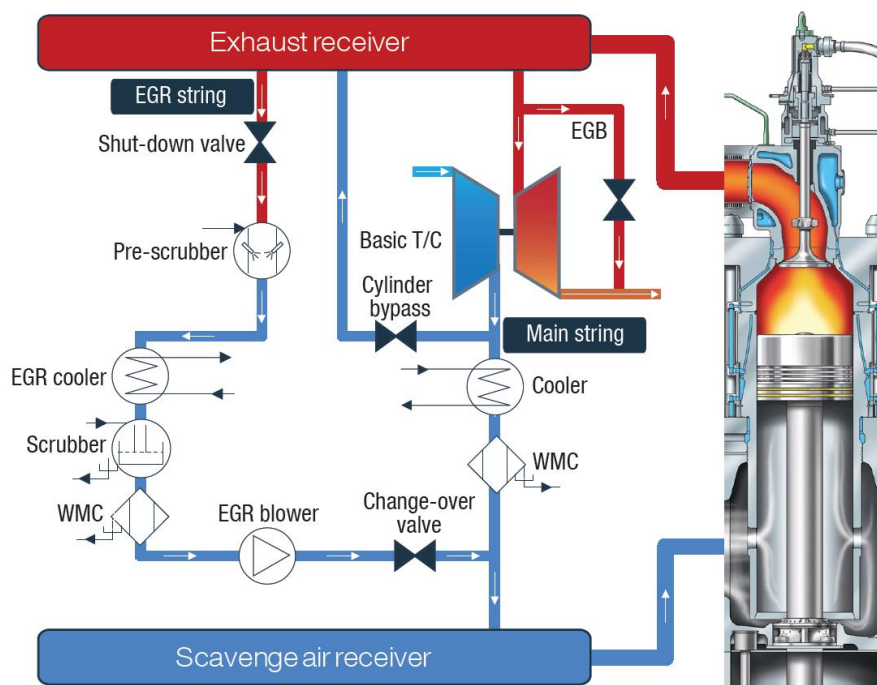 Exhaust receiver
EGR string
Shut-down valve
EGB
Pre-scrubber
Basic T/C
Cylinder
bypass
Main string
EGR cooler
Cooler
Scrubber
WMC
WMC
EGR blower
Change-over
valve
Scavenge air receiver